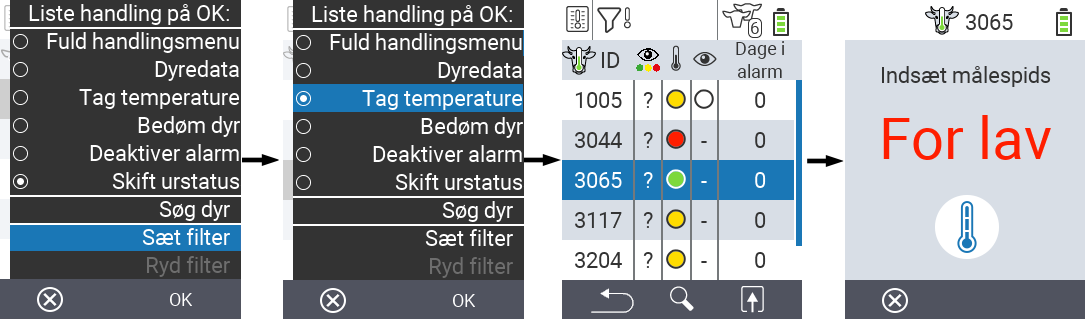 Liste handling på OK:
Fuld handlingsmenu
Dyredata
Tag temperature
Bedøm dyr
Deaktiver alarm
Skift urstatus
Søg dyr
Sæt filter
Ryd filter
OK
Liste handling på OK:
Fuld handlingsmenu
Dyredata
Tag temperature
Bedøm dyr
Deaktiver alarm
Skift urstatus
Søg dyr
Sæt filter
Ryd filter
OK
6
ID Dage i alarm
1005 ? 0
3044 ? - 0
3065 ? - 0
3117 ? - 0
3204 ? - 0
3065
Indsæt målespids
For lav